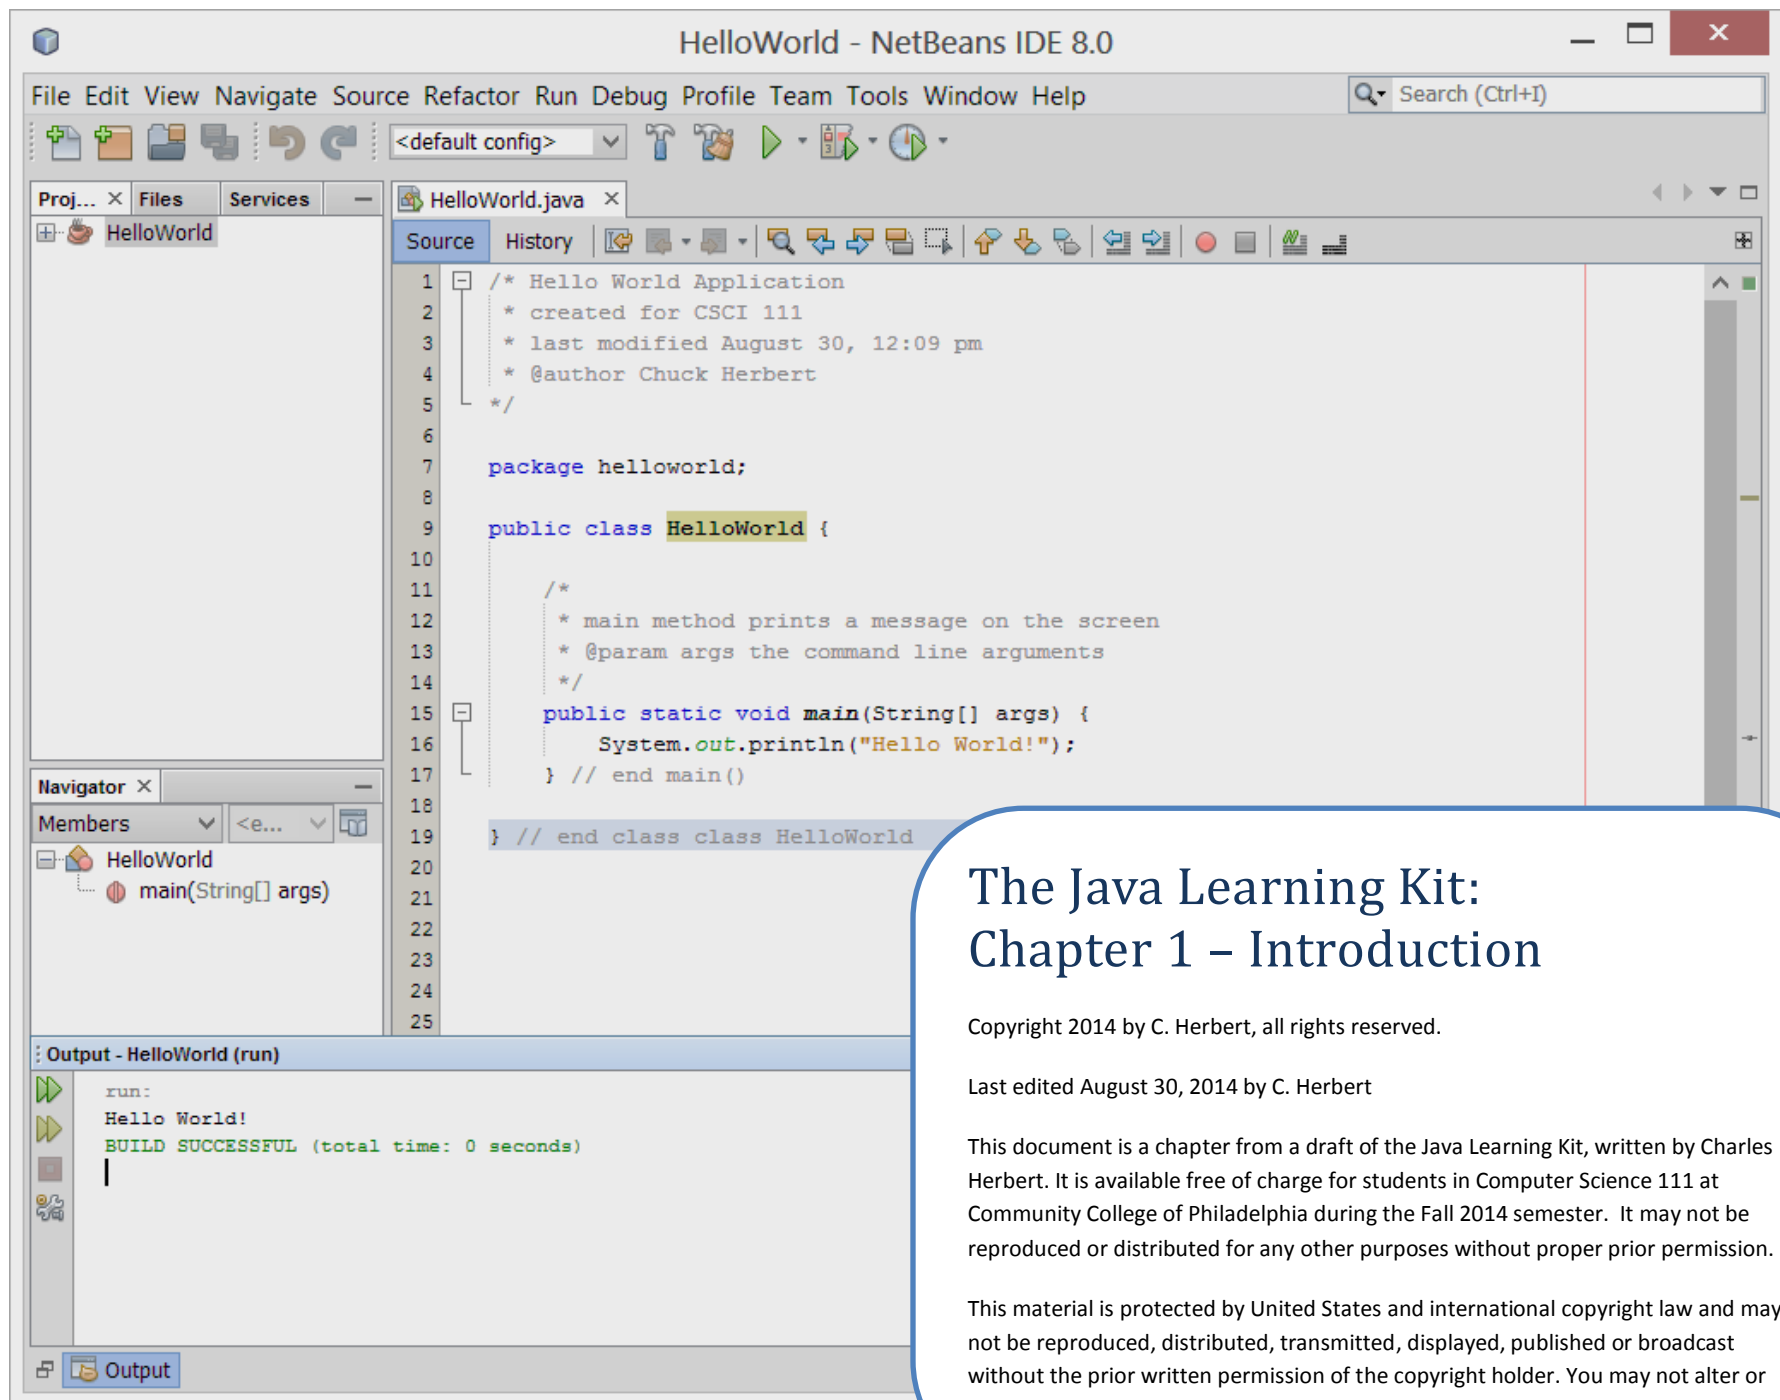 HelloWorld - NetBeans IDE 8.0
File Edit View Navigate Source Refactor Run Debug Profile Team Tools Window Help
Search (Ctrl+I)
<default config>
Proj... Files Services
HelloWorld.java
HelloWorld
Source History
1 /* Hello World Application
2 * created for CSCI 111
3 * last modified August 30, 12:09 pm
4 * @author Chuck Herbert
5 */
6
7 package helloworld;
8
9 public class HelloWorld {
10
11 /*
12 * main method prints a message on the screen
13 * @param args the command line arguments
14 */
15 public static void main(String[] args) {
16 System.out.println("Hello World!");
17 } // end main()
18
19 } // end class class HelloWorld
20
21
22
23
24
25
Navigator
Members <e...
HelloWorld
main(String[] args)
Output - HelloWorld (run)
run:
Hello World!
BUILD SUCCESSFUL (total time: 0 seconds)
Output
The Java Learning Kit:
Chapter 1 – Introduction
Copyright 2014 by C. Herbert, all rights reserved.
Last edited August 30, 2014 by C. Herbert
This document is a chapter from a draft of the Java Learning Kit, written by Charles
Herbert. It is available free of charge for students in Computer Science 111 at
Community College of Philadelphia during the Fall 2014 semester. It may not be
reproduced or distributed for any other purposes without proper prior permission.
This material is protected by United States and international copyright law and may
not be reproduced, distributed, transmitted, displayed, published or broadcast
without the prior written permission of the copyright holder. You may not alter or